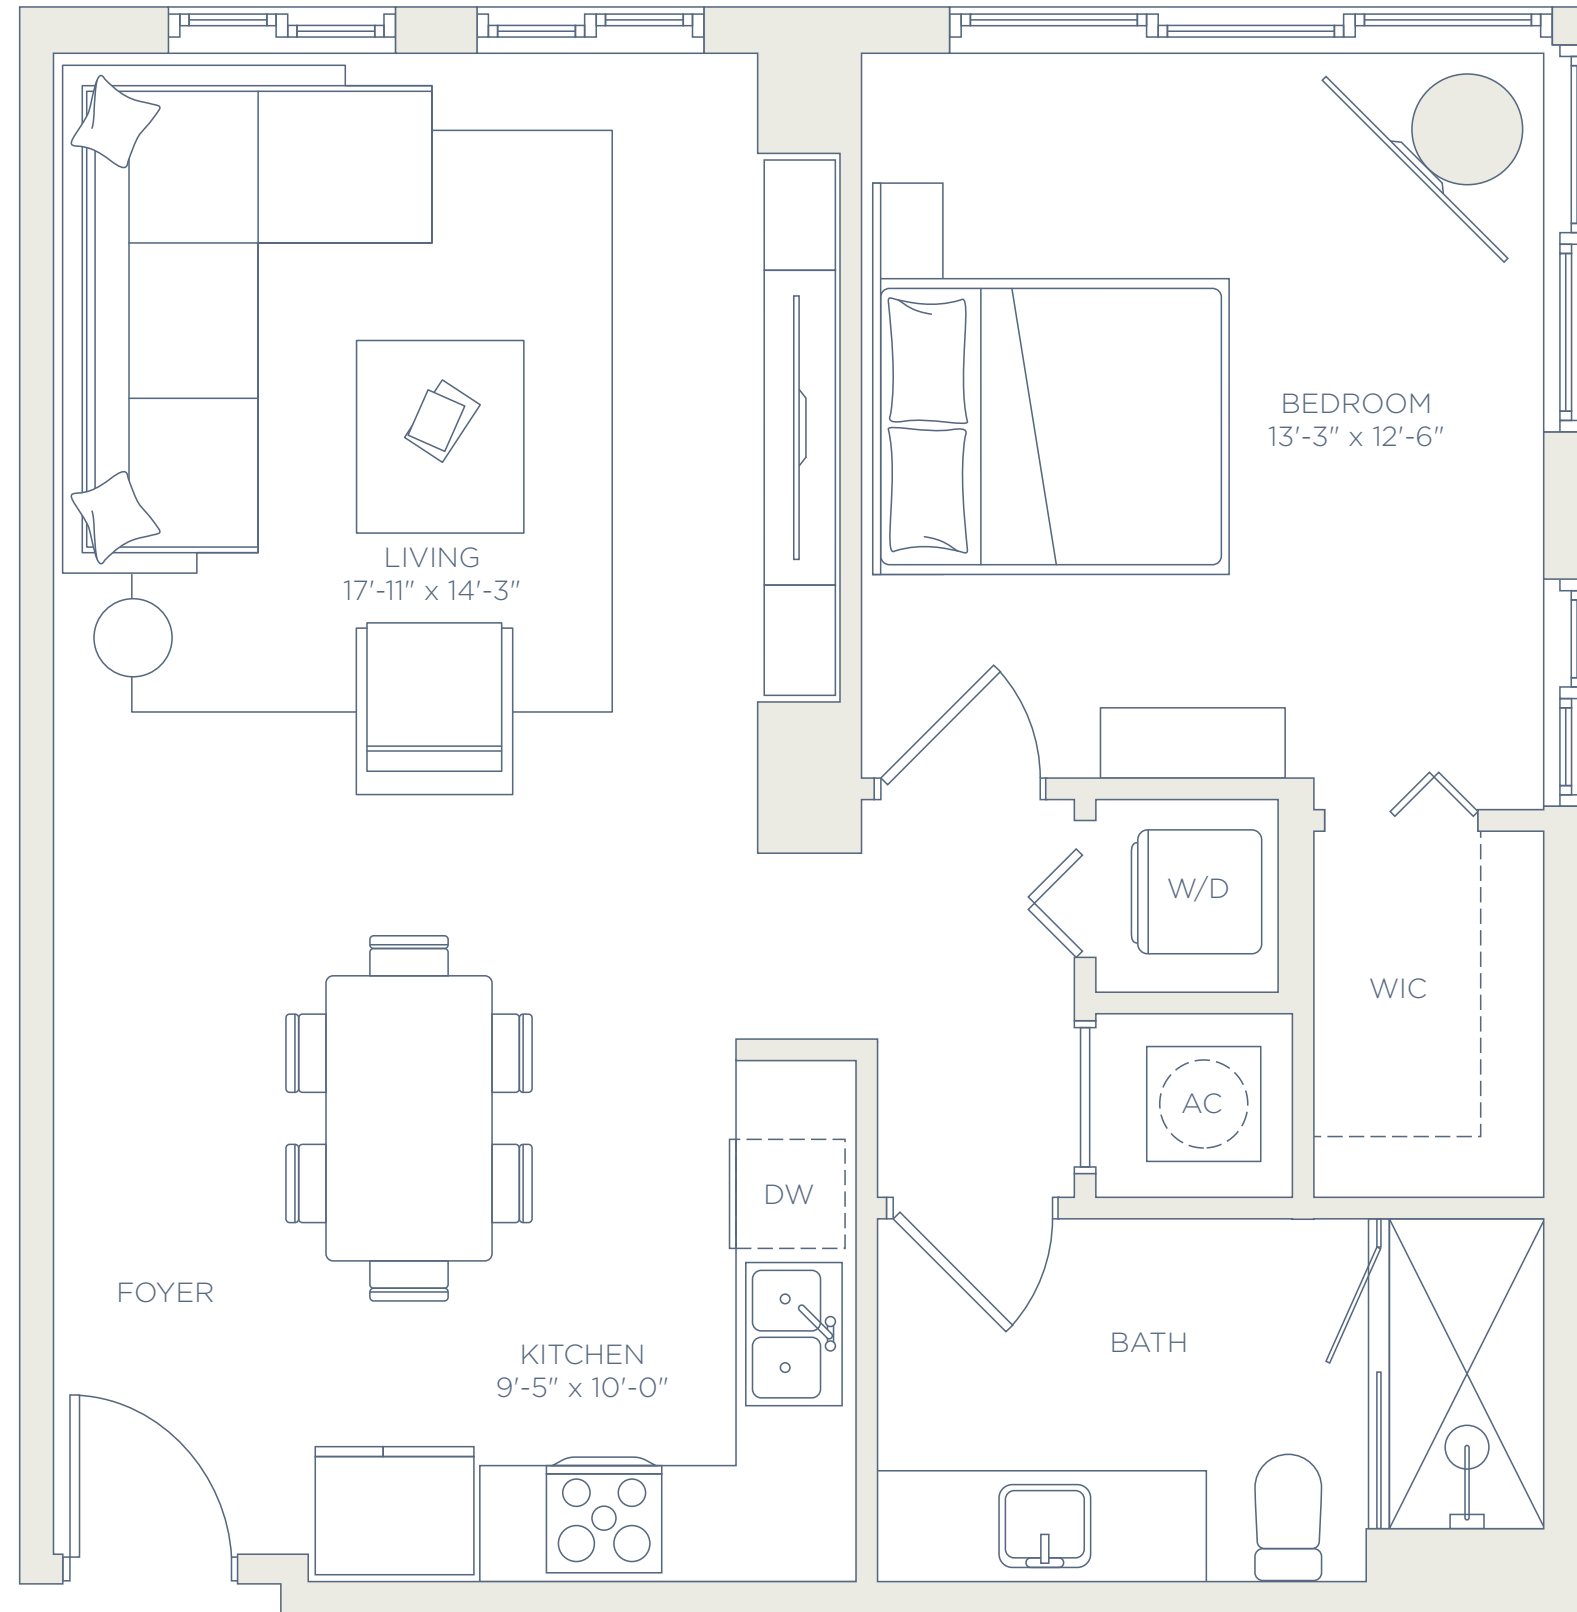 BEDROOM
13'-3" x 12'-6"
LIVING
17'-11" x 14'-3"
W/D
WIC
AC
DW
FOYER
BATH
KITCHEN
9'-5" x 10'-0"